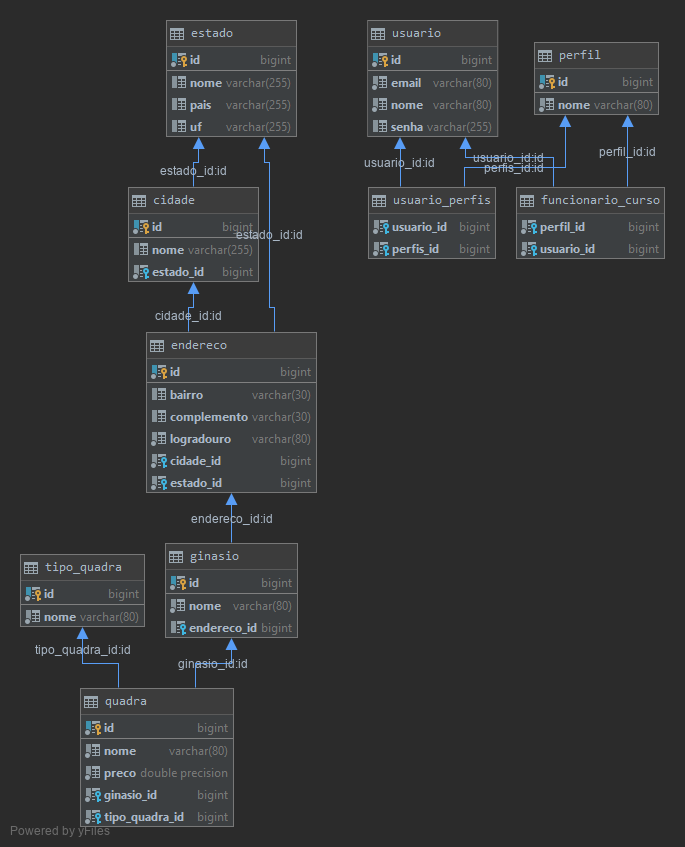 estado
id bigint
nome varchar(255)
pais varchar(255)
uf varchar(255)
usuario
id bigint
email varchar(80)
nome varchar(80)
senha varchar(255)
perfil
id bigint
nome varchar(80)
estado_id:id
usuario_id:id
usuario_id:id
perfis_id:id
perfil_id:id
cidade
id bigint
nome varchar(255)
estado_id bigint
estado_id:id
usuario_perfis
usuario_id bigint
perfis_id bigint
funcionario_curso
perfil_id bigint
usuario_id bigint
cidade_id:id
endereco
id bigint
bairro varchar(30)
complemento varchar(30)
logradouro varchar(80)
cidade_id bigint
estado_id bigint
endereco_id:id
tipo_quadra
id bigint
nome varchar(80)
ginasio
id bigint
nome varchar(80)
endereco_id bigint
tipo_quadra_id:id
ginasio_id:id
quadra
id bigint
nome varchar(80)
preco double precision
ginasio_id bigint
tipo_quadra_id bigint
Powered by yFiles